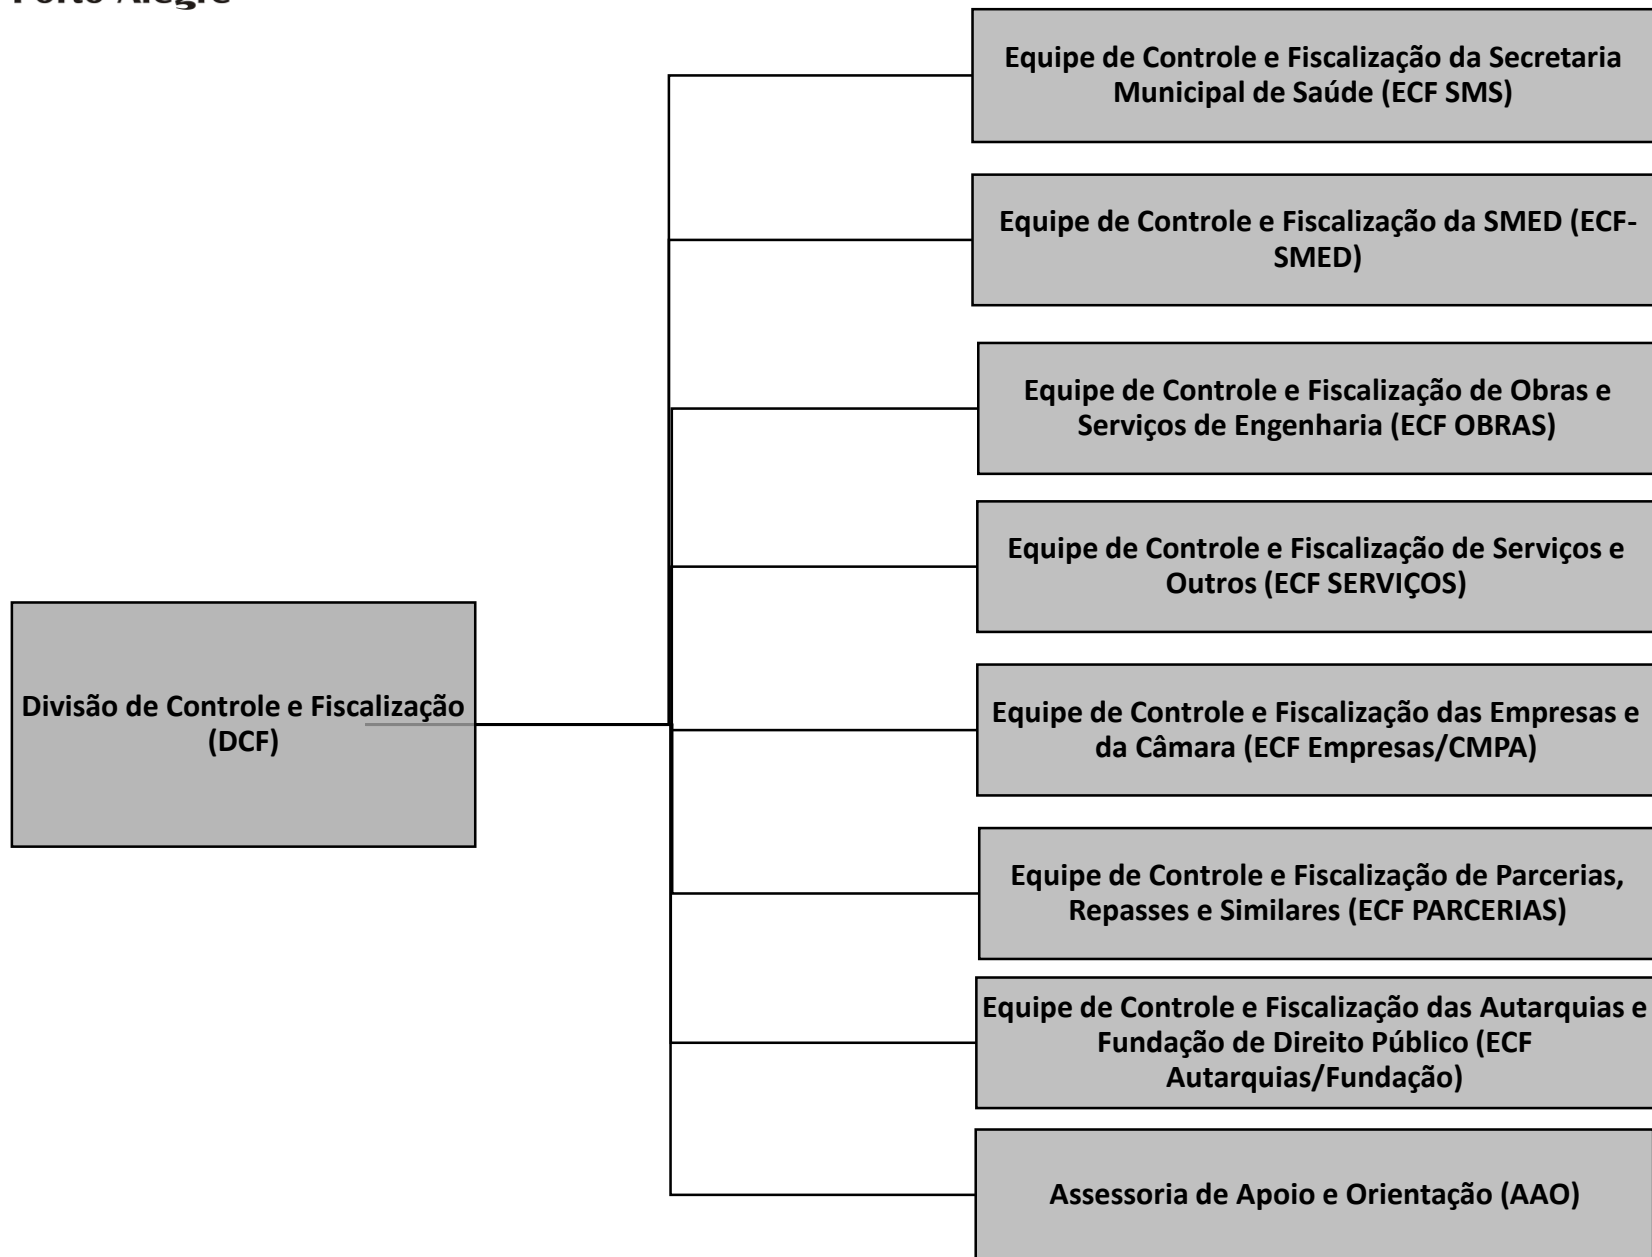 Porto Alegre
Equipe de Controle e Fiscalização da Secretaria
Municipal de Saúde (ECF SMS)
Equipe de Controle e Fiscalização da SMED (ECF-
SMED)
Equipe de Controle e Fiscalização de Obras e
Serviços de Engenharia (ECF OBRAS)
Equipe de Controle e Fiscalização de Serviços e
Outros (ECF SERVIÇOS)
Divisão de Controle e Fiscalização
(DCF)
Equipe de Controle e Fiscalização das Empresas e
da Câmara (ECF Empresas/CMPA)
Equipe de Controle e Fiscalização de Parcerias,
Repasses e Similares (ECF PARCERIAS)
Equipe de Controle e Fiscalização das Autarquias e
Fundação de Direito Público (ECF
Autarquias/Fundação)
Assessoria de Apoio e Orientação (AAO)